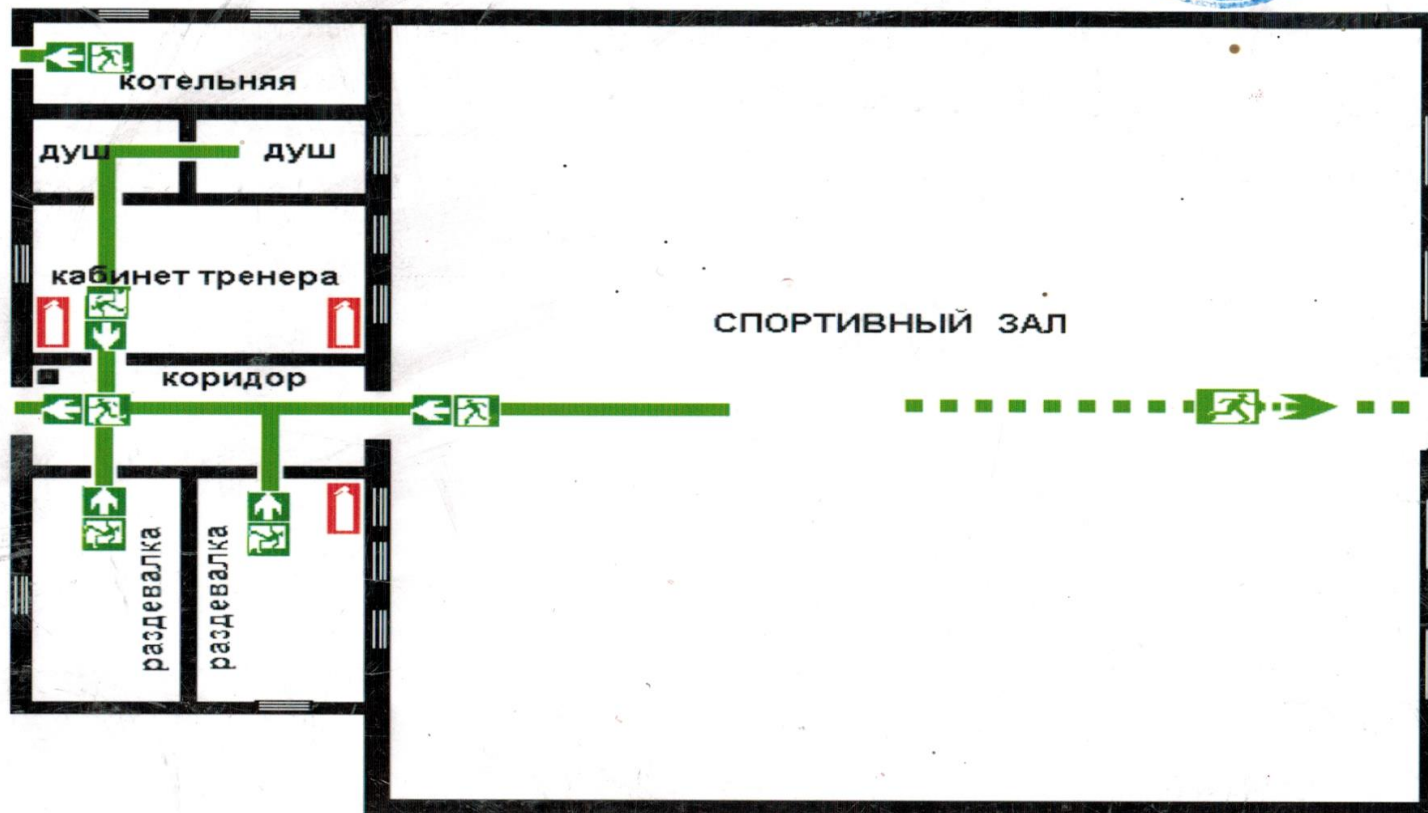 котельняя
душ
душ
кабинет тренера
СПОРТИВНЫЙ ЗАЛ
коридор
раздевалка
раздевалка